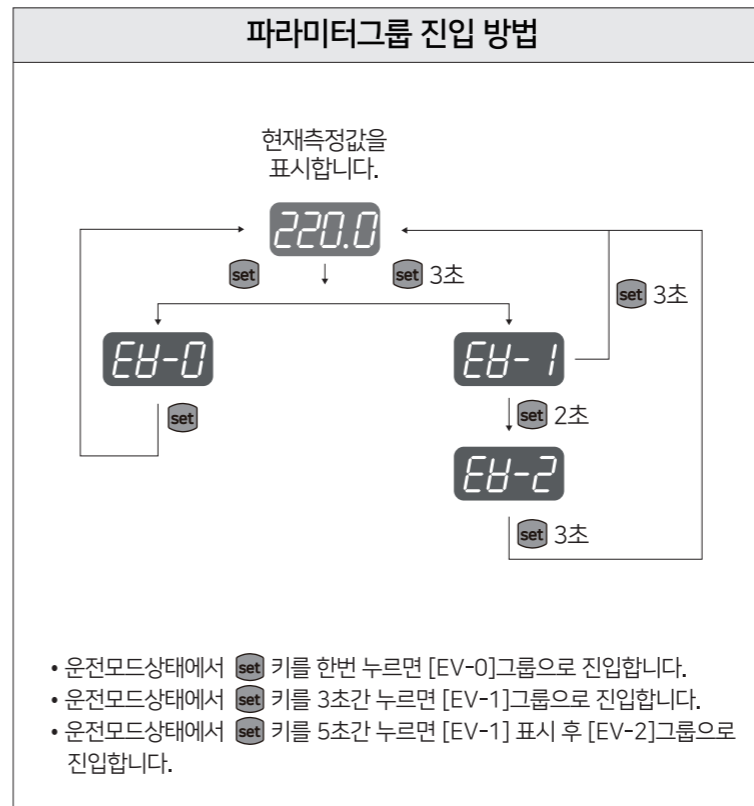 파라미터그룹 진입 방법
현재측정값을
표시합니다.
220.0
set
set 3초
set 3초
EV-0
EV-1
set
set 2초
EV-2
set 3초
• 운전모드상태에서 set 키를 한번 누르면 [EV-0]그룹으로 진입합니다.
• 운전모드상태에서 set 키를 3초간 누르면 [EV-1]그룹으로 진입합니다.
• 운전모드상태에서 set 키를 5초간 누르면 [EV-1] 표시 후 [EV-2]그룹으로
진입합니다.